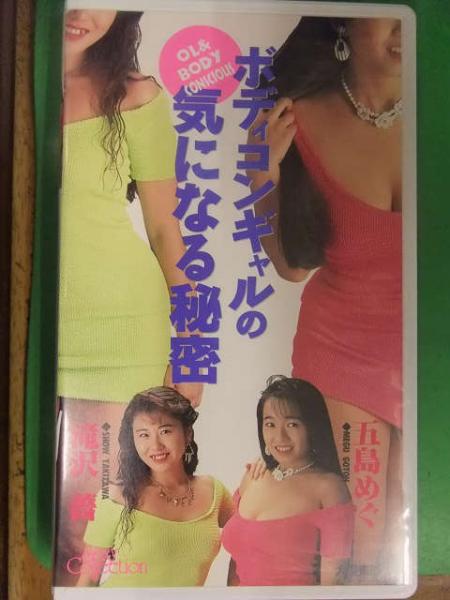 OL&
BODY
CONSCIOUS
ボディコンギャルの
気になる秘密
五島めぐ
◆MEGU GOTOH
滝沢
◆SHOW TAKIZAWA
Collection